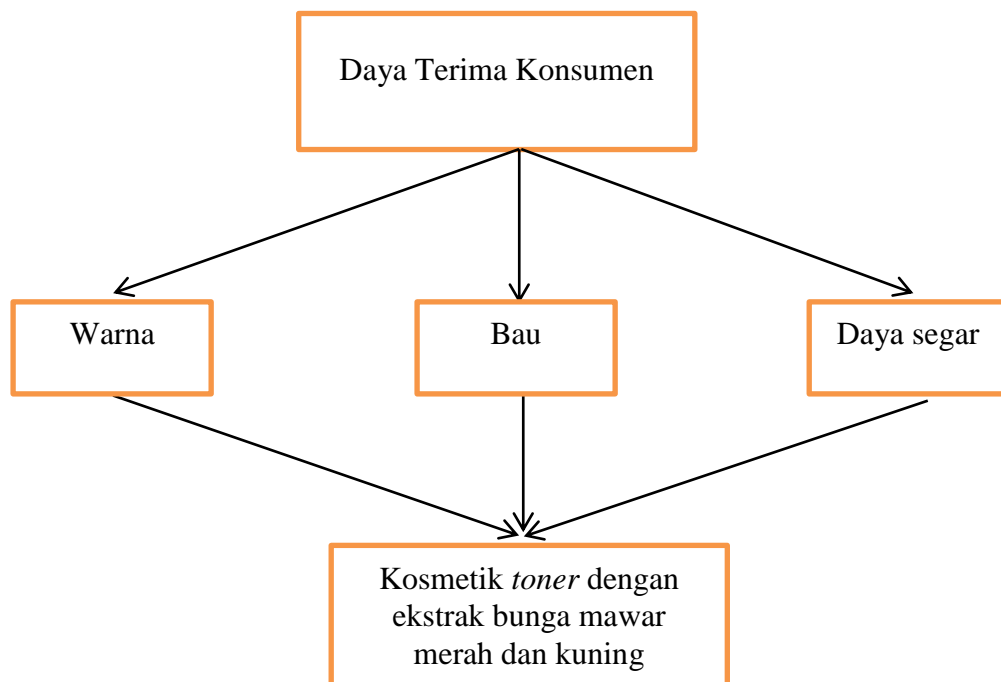 Daya Terima Konsumen
Warna
Bau
Daya segar
Kosmetik toner dengan
ekstrak bunga mawar
merah dan kuning